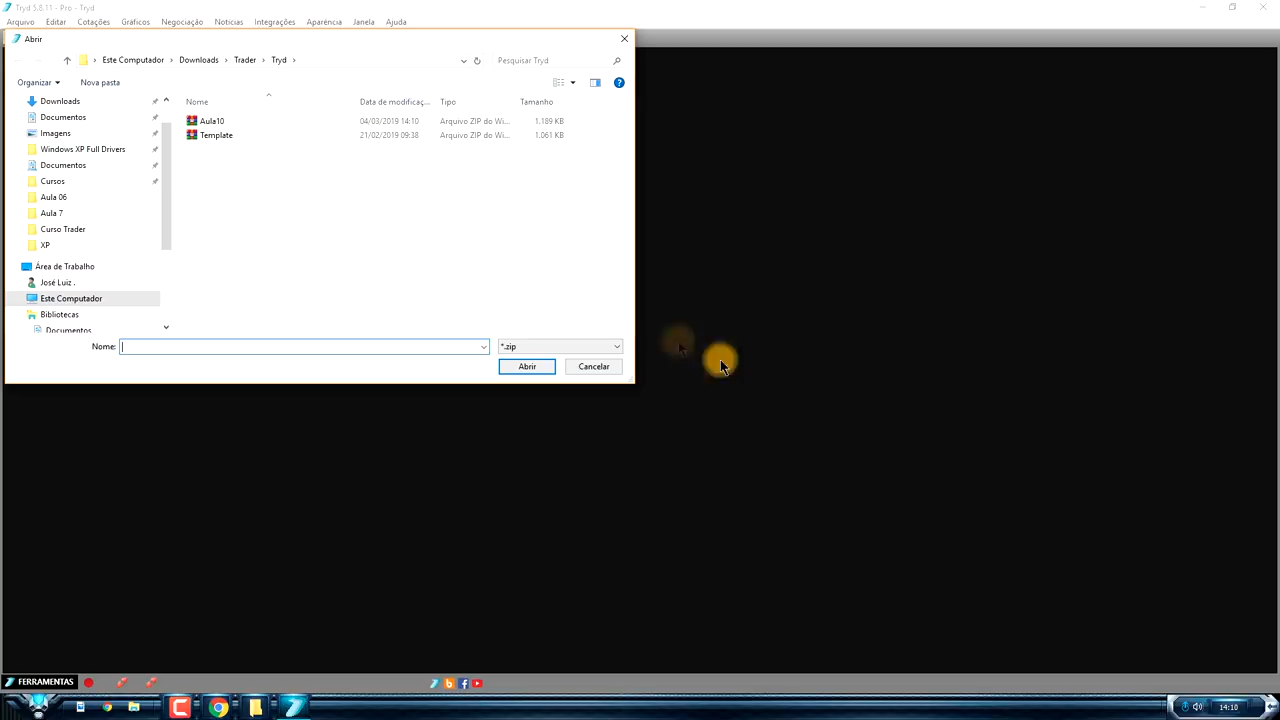 Tryd 5.8.11 - Pro - Tryd
Arquivo Editar Cotações Gráficos Negociação Notícias Integrações Aparência Janela Ajuda
Abrir
Este Computador Downloads Trader Tryd
Pesquisar Tryd
Organizar Nova pasta
Nome Data de modificaç... Tipo Tamanho
Aula10 04/03/2019 14:10 Arquivo ZIP do Wi... 1.189 KB
Template 21/02/2019 09:38 Arquivo ZIP do Wi... 1.061 KB
Downloads
Documentos
Imagens
Windows XP Full Drivers
Documentos
Cursos
Aula 06
Aula 7
Curso Trader
XP
Área de Trabalho
José Luiz .
Este Computador
Bibliotecas
Documentos
Nome:
*.zip
Abrir Cancelar
FERRAMENTAS
14:10